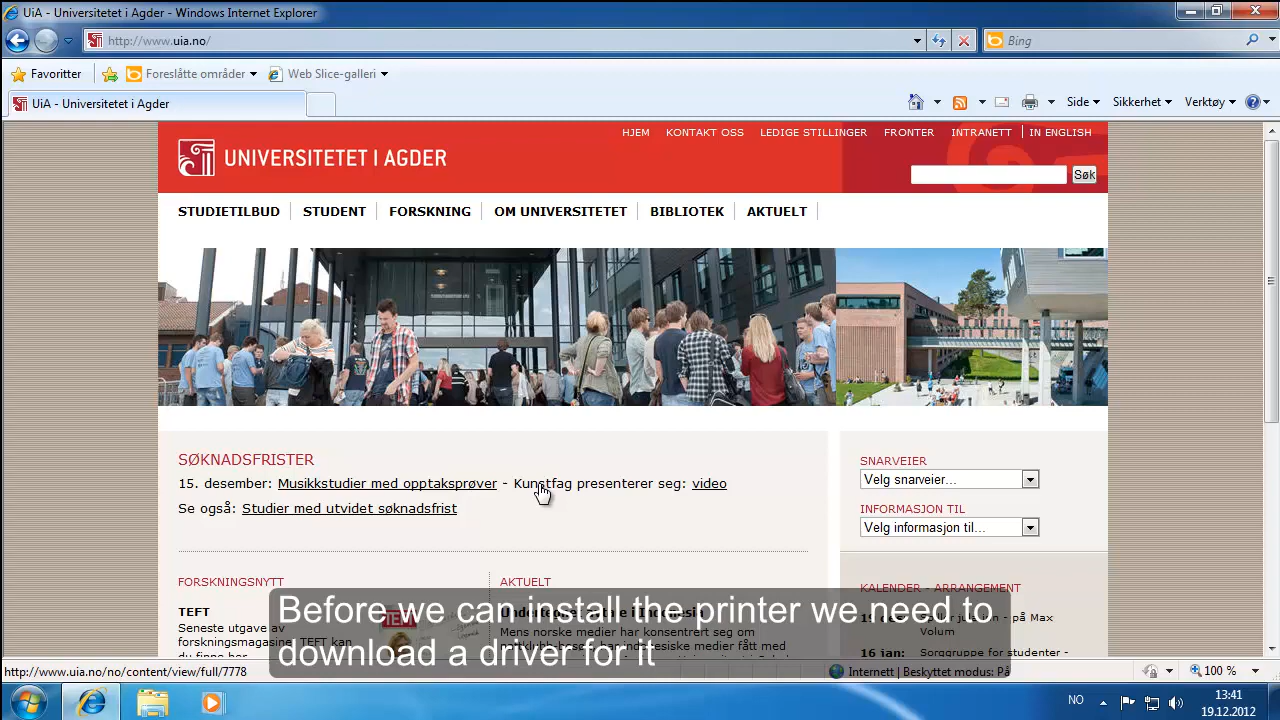 UiA - Universitetet i Agder - Windows Internet Explorer
http://www.uia.no/
Bing
Favoritter
Foreslåtte områder
Web Slice-galleri
UiA - Universitetet i Agder
Side
Sikkerhet
Verktøy
HJEM KONTAKT OSS LEDIGE STILLINGER FRONTER INTRANETT IN ENGLISH
UNIVERSITETET I AGDER
Søk
STUDIETILBUD STUDENT FORSKNING OM UNIVERSITETET BIBLIOTEK AKTUELT
SØKNADSFRISTER
15. desember: Musikkstudier med opptaksprøver - Kunstfag presenterer seg: video
Se også: Studier med utvidet søknadsfrist
SNARVEIER
Velg snarveier...
INFORMASJON TIL
Velg informasjon til...
FORSKNINGSNYTT
TEFT
Seneste utgave av
forskningsmagasinet
TEFT kan
AKTUELT
Mens norske medier har konsentrert seg om
KALENDER - ARRANGEMENT
på Max
Volum
16 jan: Sorggruppe for studenter -
Before we can install the printer we need to
download a driver for it
http://www.uia.no/no/content/view/full/7778
Internett | Beskyttet modus: På
100 %
NO
13:41
19.12.2012